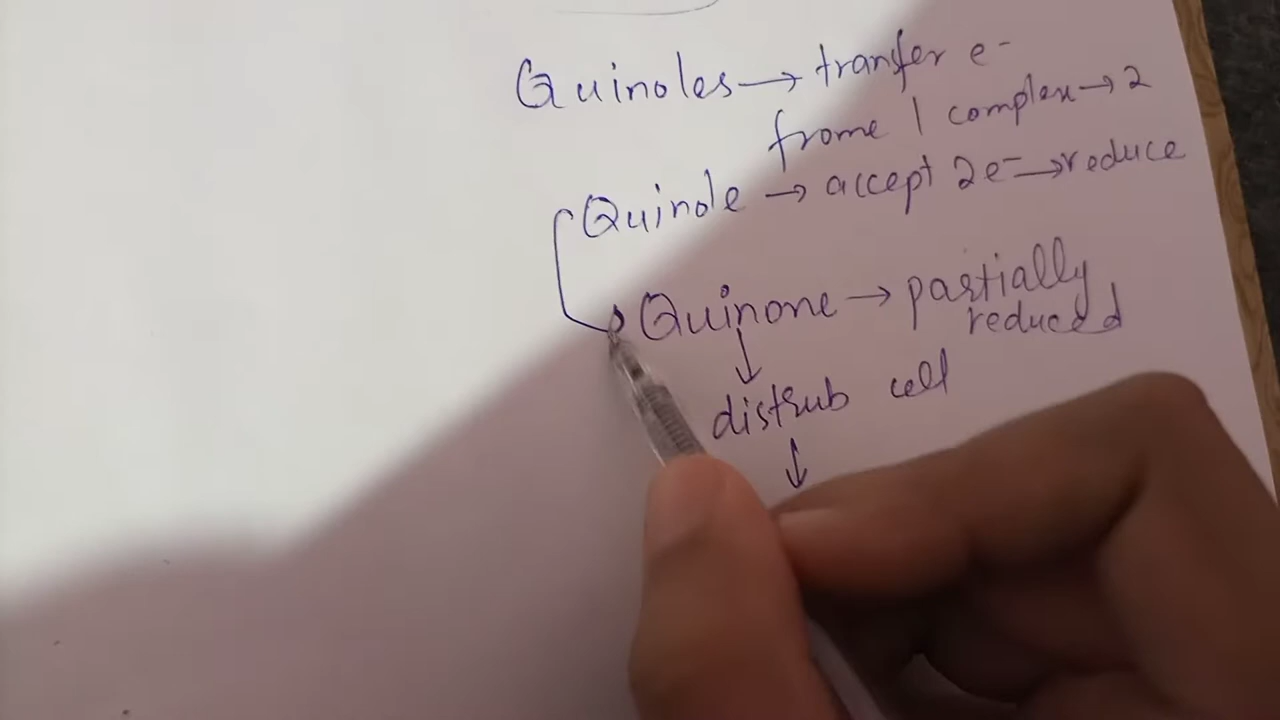 Quinoles → transfer e⁻
frome 1 complex → 2
Quinole → accept 2e⁻ → reduce
Quinone → partially
reduced
↓
distrub cell
↓